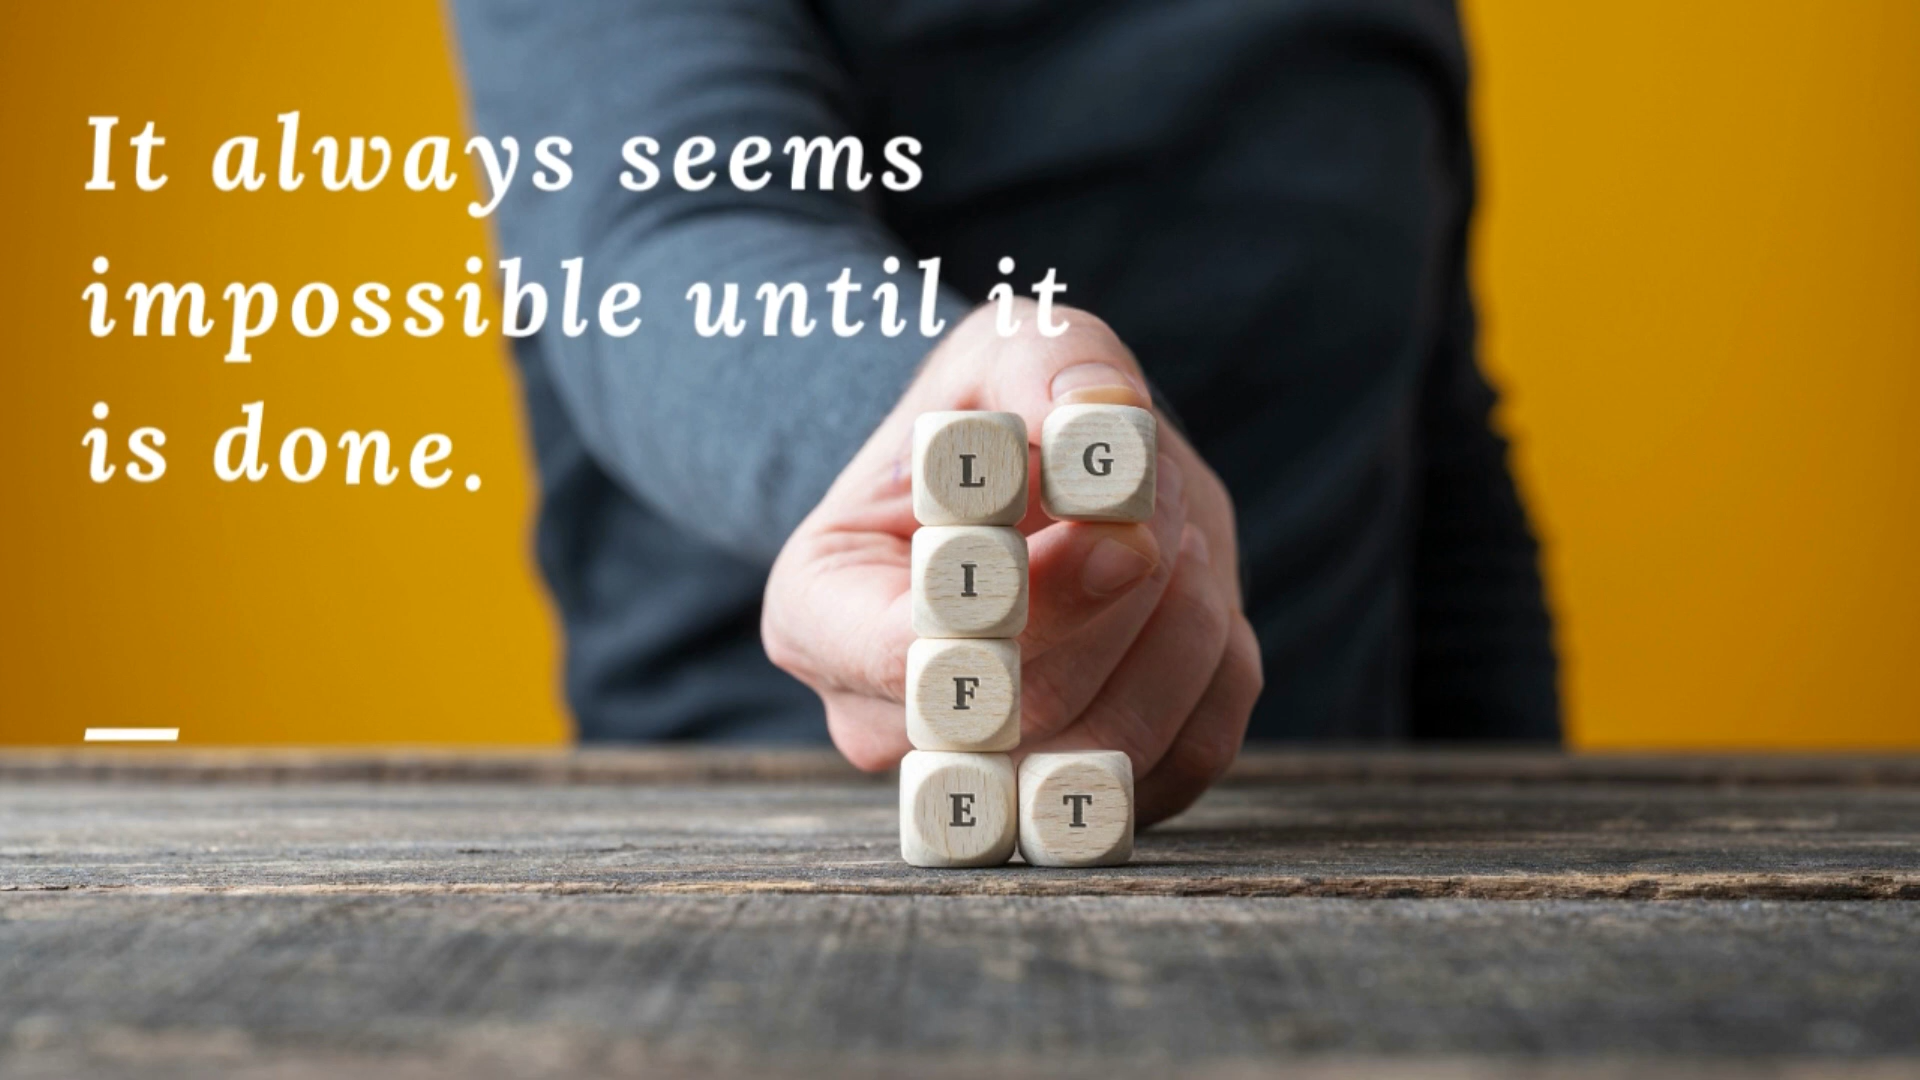 It always seems
impossible until it
is done.
L G
I
F
E T